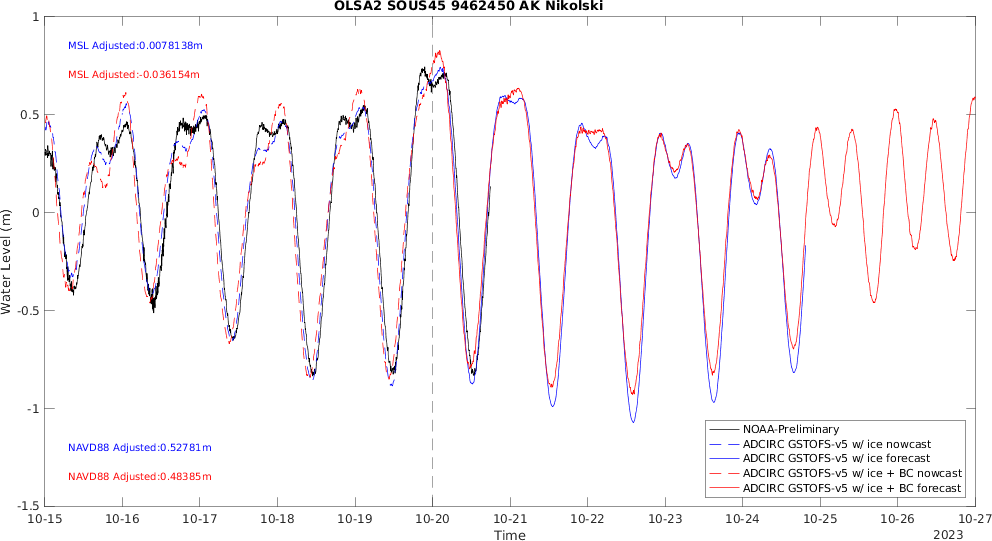 OLSA2 SOUS45 9462450 AK Nikolski
MSL Adjusted:0.0078138m
MSL Adjusted:-0.036154m
NAVD88 Adjusted:0.52781m
NAVD88 Adjusted:0.48385m
Water Level (m)
1
0.5
0
-0.5
-1
-1.5
NOAA-Preliminary
ADCIRC GSTOFS-v5 w/ ice nowcast
ADCIRC GSTOFS-v5 w/ ice forecast
ADCIRC GSTOFS-v5 w/ ice + BC nowcast
ADCIRC GSTOFS-v5 w/ ice + BC forecast
10-15 10-16 10-17 10-18 10-19 10-20 10-21 10-22 10-23 10-24 10-25 10-26 10-27
Time
2023